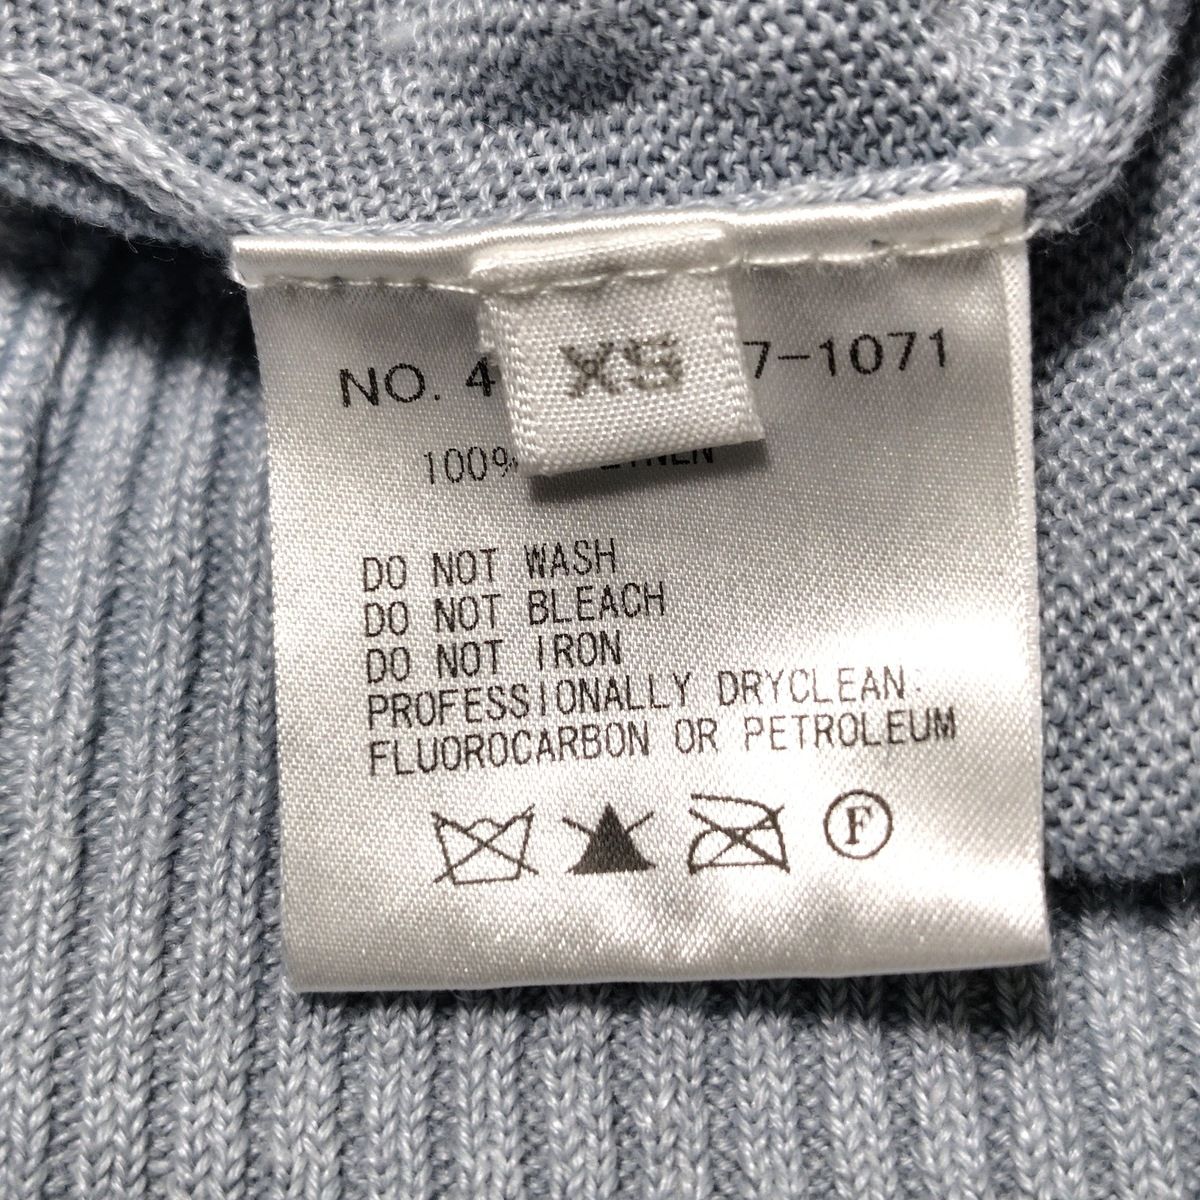 XS
NO. 4 7-1071
100%
DO NOT WASH
DO NOT BLEACH
DO NOT IRON
PROFESSIONALLY DRYCLEAN:
FLUOROCARBON OR PETROLEUM
F